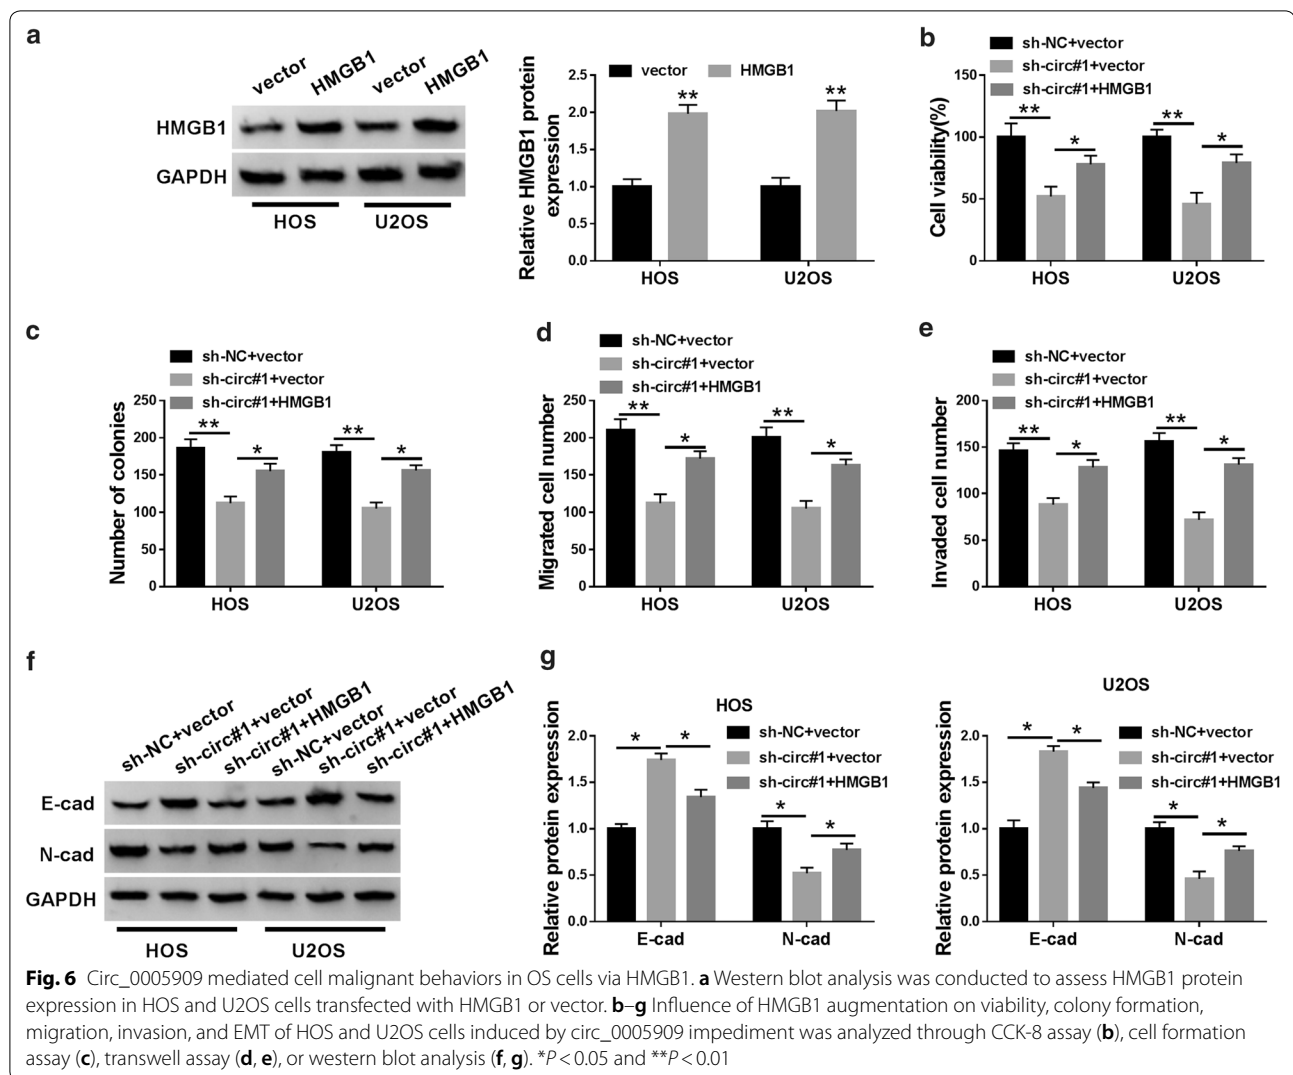 a
vector
HMGB1
vector
HMGB1
HMGB1
GAPDH
HOS
U2OS
vector
HMGB1
Relative HMGB1 protein
expression
2.5
2.0
1.5
1.0
0.5
0.0
**
**
HOS
U2OS
b
sh-NC+vector
sh-circ#1+vector
sh-circ#1+HMGB1
Cell viability(%)
150
100
50
0
**
*
**
*
HOS
U2OS
c
sh-NC+vector
sh-circ#1+vector
sh-circ#1+HMGB1
Number of colonies
250
200
150
100
50
0
**
*
**
*
HOS
U2OS
d
sh-NC+vector
sh-circ#1+vector
sh-circ#1+HMGB1
Migrated cell number
250
200
150
100
50
0
**
*
**
*
HOS
U2OS
e
sh-NC+vector
sh-circ#1+vector
sh-circ#1+HMGB1
Invaded cell number
200
150
100
50
0
**
*
**
*
HOS
U2OS
f
sh-NC+vector
sh-circ#1+vector
sh-circ#1+HMGB1
sh-NC+vector
sh-circ#1+vector
sh-circ#1+HMGB1
E-cad
N-cad
GAPDH
HOS
U2OS
g
HOS
sh-NC+vector
sh-circ#1+vector
sh-circ#1+HMGB1
Relative protein expression
2.0
1.5
1.0
0.5
0.0
*
*
*
*
E-cad
N-cad
U2OS
sh-NC+vector
sh-circ#1+vector
sh-circ#1+HMGB1
Relative protein expression
2.0
1.5
1.0
0.5
0.0
*
*
*
*
E-cad
N-cad
Fig. 6 Circ_0005909 mediated cell malignant behaviors in OS cells via HMGB1. a Western blot analysis was conducted to assess HMGB1 protein
expression in HOS and U2OS cells transfected with HMGB1 or vector. b–g Influence of HMGB1 augmentation on viability, colony formation,
migration, invasion, and EMT of HOS and U2OS cells induced by circ_0005909 impediment was analyzed through CCK-8 assay (b), cell formation
assay (c), transwell assay (d, e), or western blot analysis (f, g). *P < 0.05 and **P < 0.01